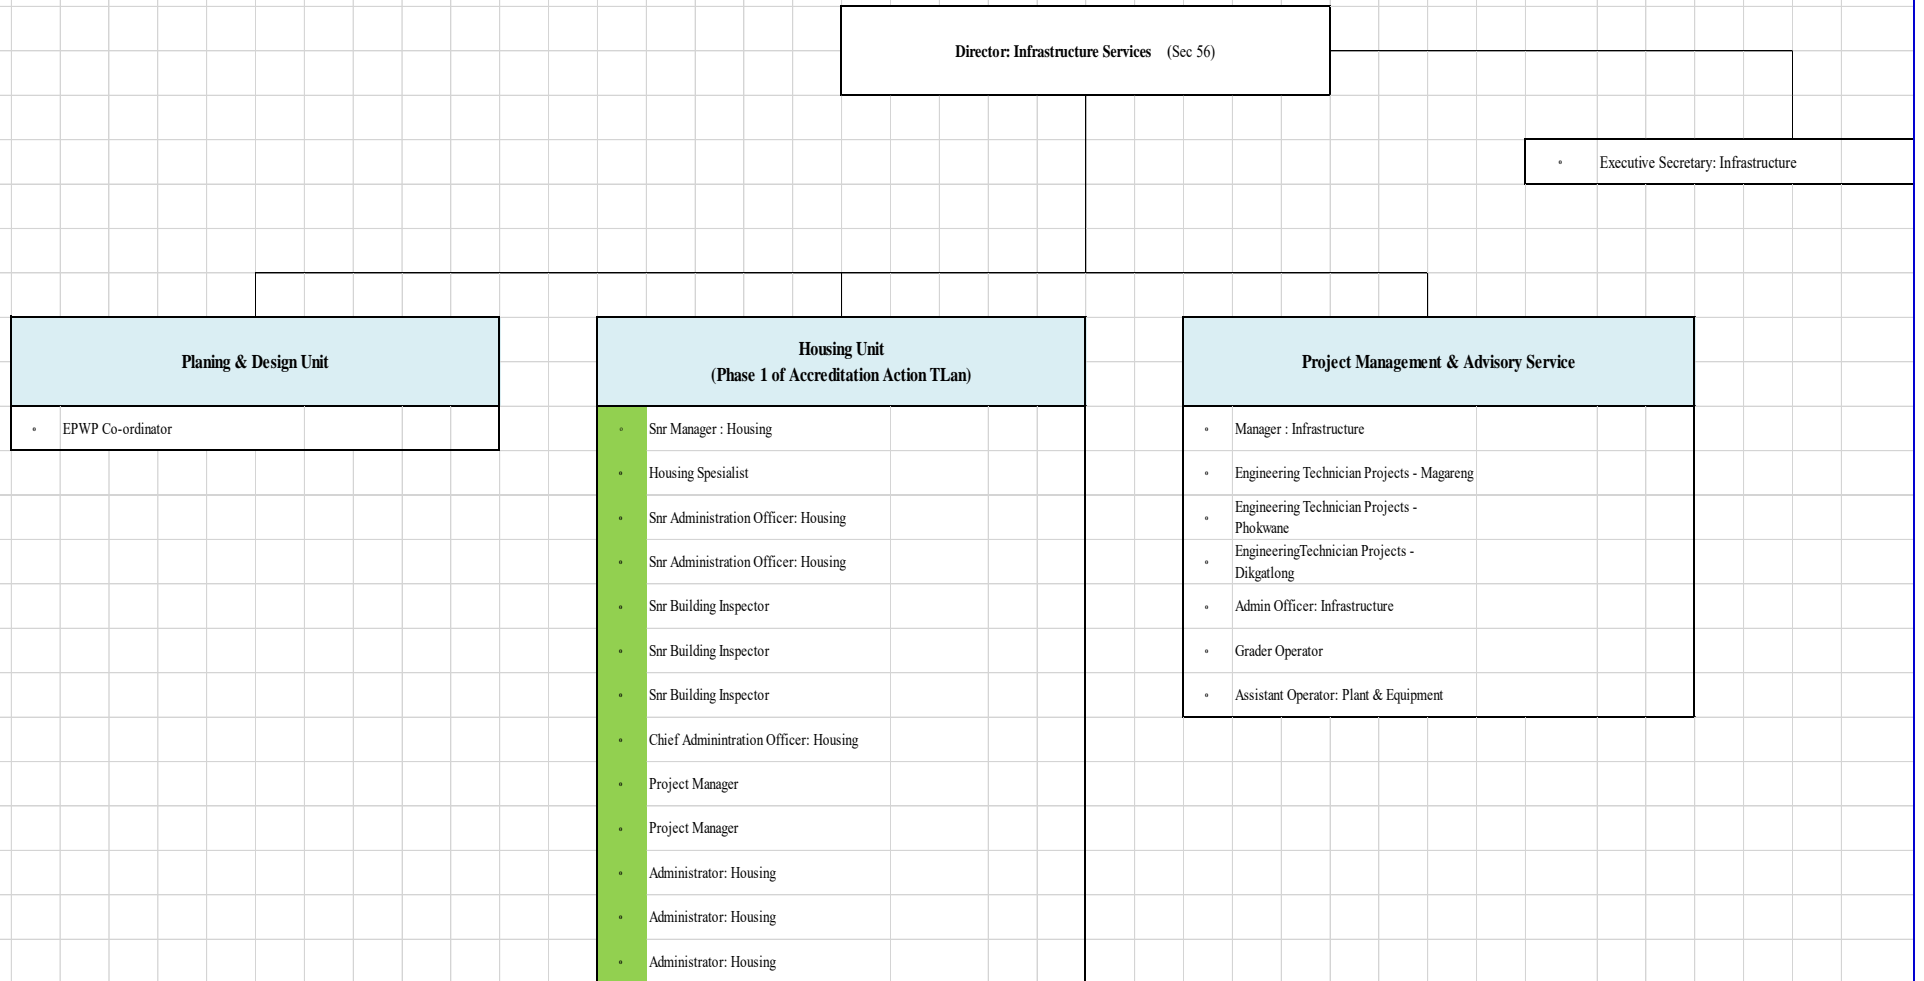 Director: Infrastructure Services (Sec 56)
Executive Secretary: Infrastructure
Planing & Design Unit
EPWP Co-ordinator
Housing Unit
(Phase 1 of Accreditation Action TLan)
Snr Manager : Housing
Housing Spesialist
Snr Administration Officer: Housing
Snr Administration Officer: Housing
Snr Building Inspector
Snr Building Inspector
Snr Building Inspector
Chief Adminintration Officer: Housing
Project Manager
Project Manager
Administrator: Housing
Administrator: Housing
Administrator: Housing
Project Management & Advisory Service
Manager : Infrastructure
Engineering Technician Projects - Magareng
Engineering Technician Projects -
Phokwane
EngineeringTechnician Projects -
Dikgatlong
Admin Officer: Infrastructure
Grader Operator
Assistant Operator: Plant & Equipment